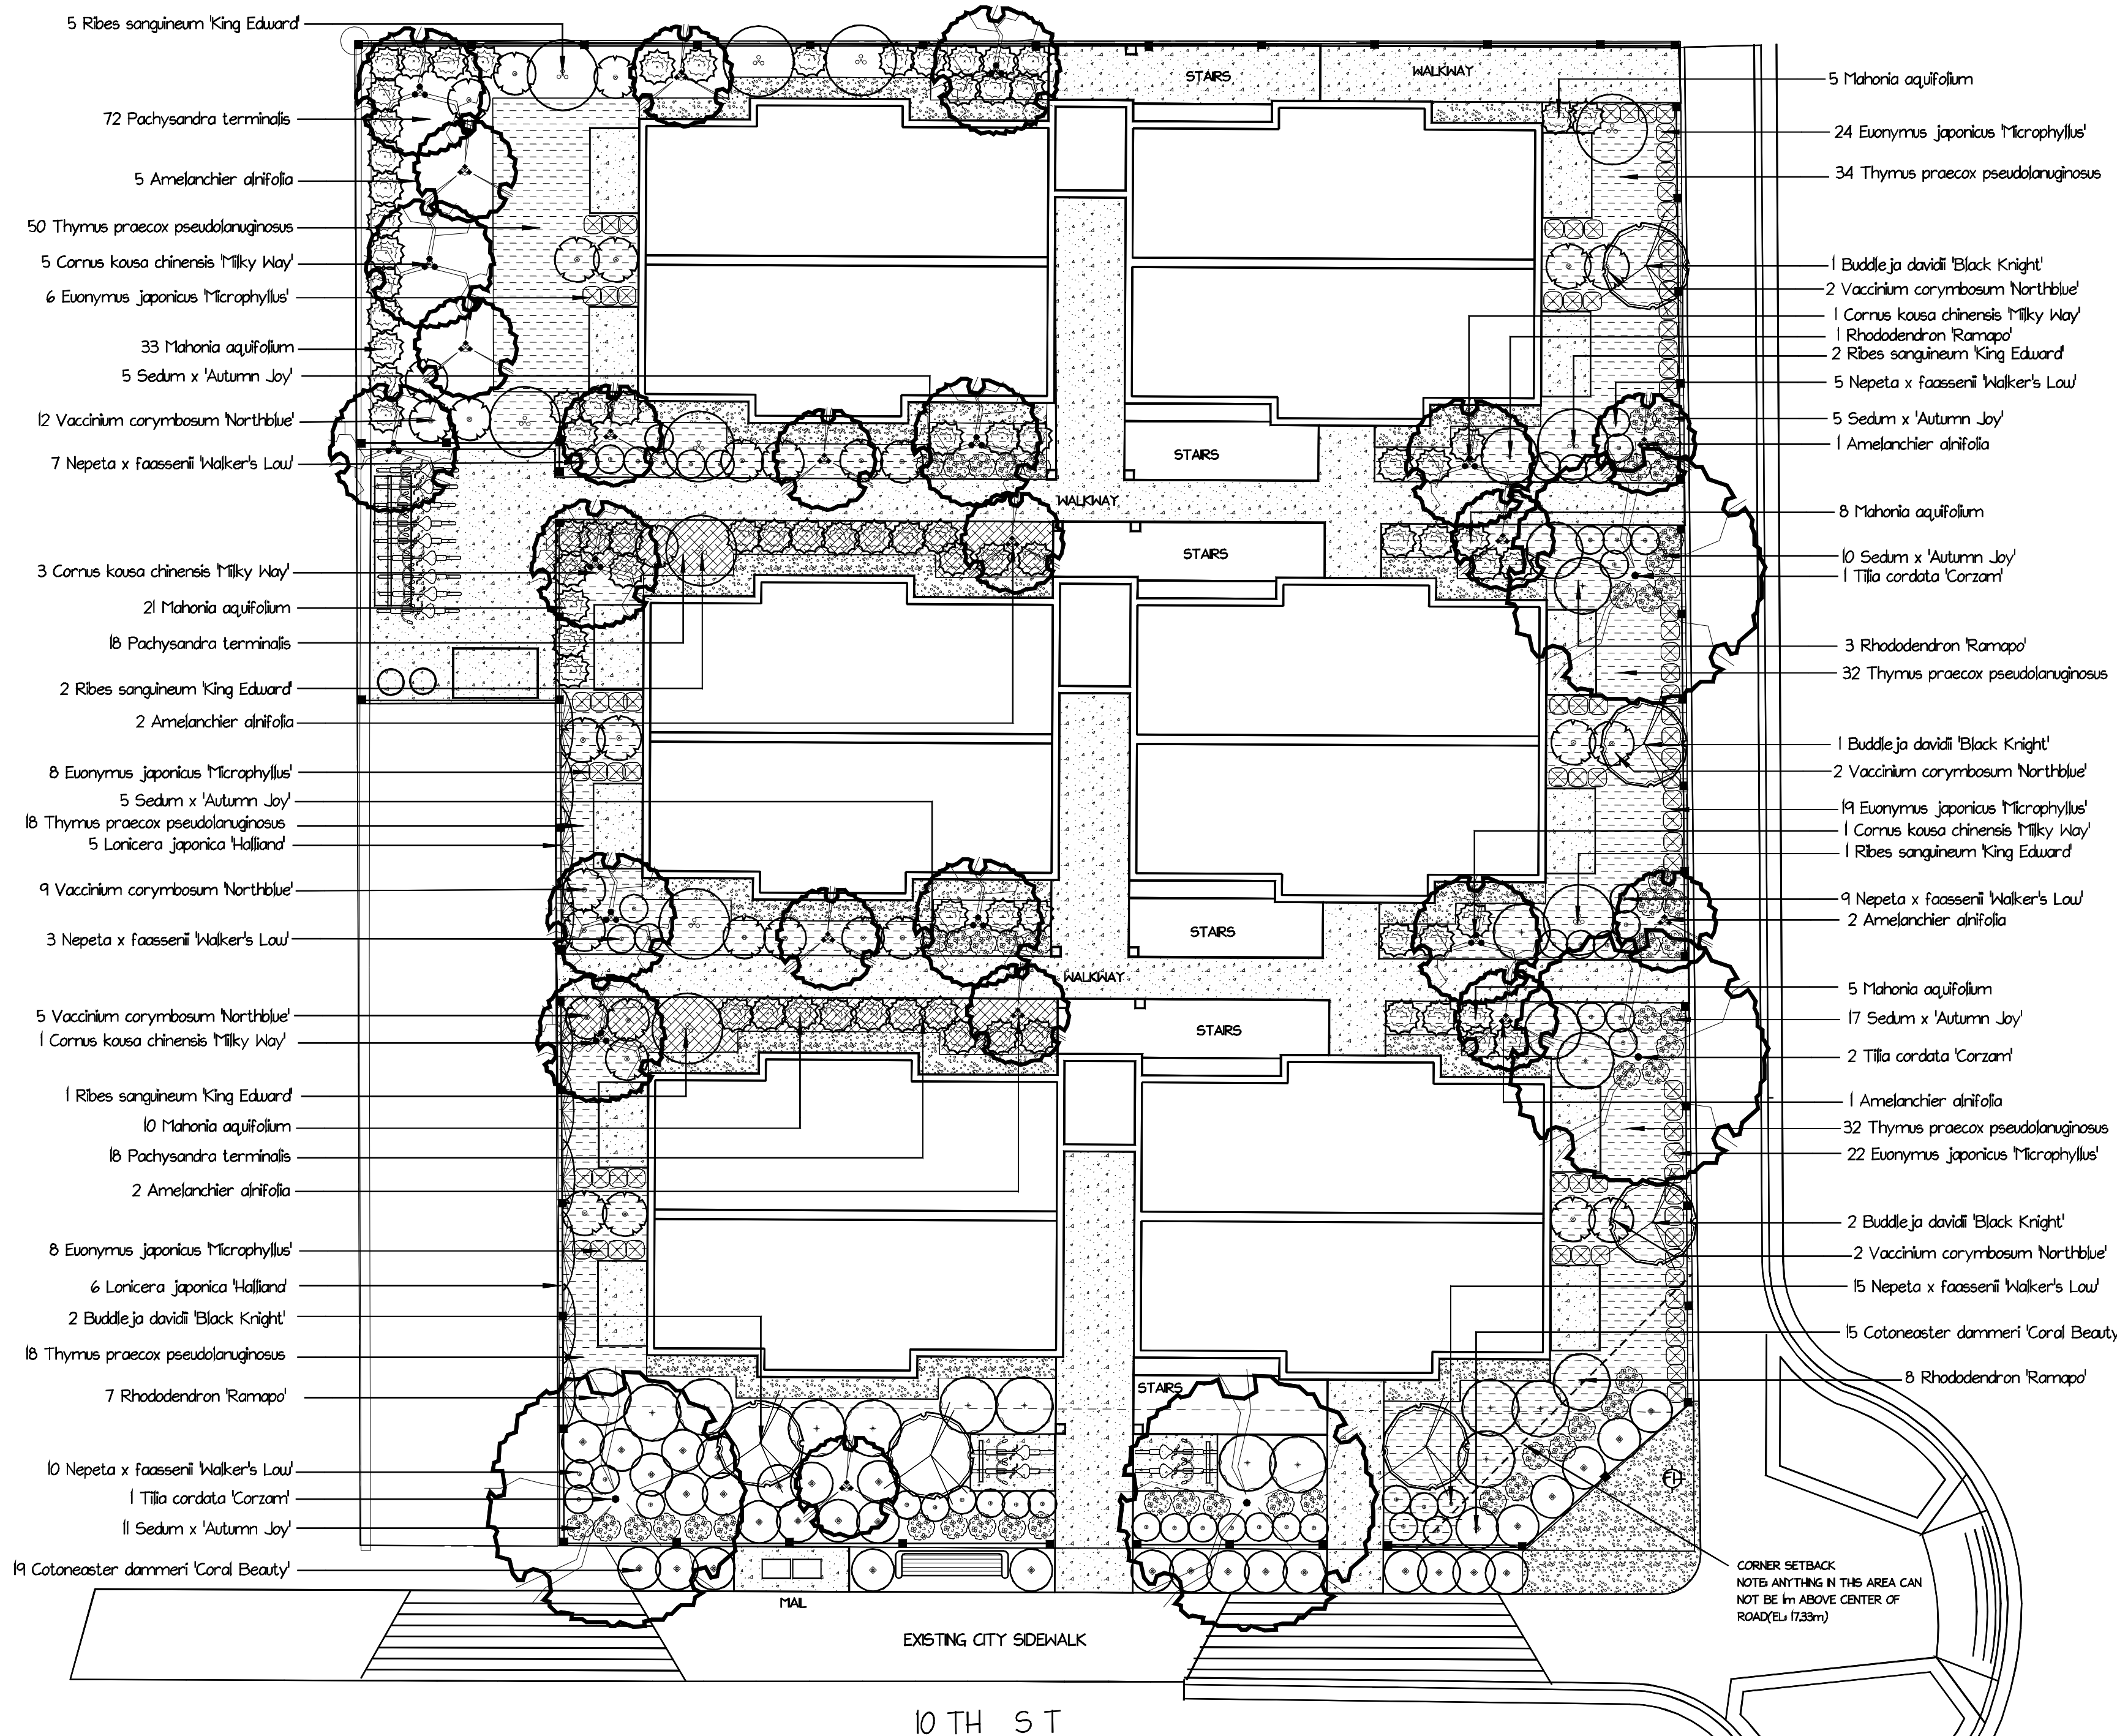 5 Ribes sanguineum 'King Edward'
72 Pachysandra terminalis
5 Amelanchier alnifolia
50 Thymus praecox pseudolanuginosus
5 Cornus kousa chinensis 'Milky Way'
6 Euonymus japonicus 'Microphyllus'
33 Mahonia aquifolium
5 Sedum x 'Autumn Joy'
12 Vaccinium corymbosum 'Northblue'
7 Nepeta x faassenii 'Walker's Low'
3 Cornus kousa chinensis 'Milky Way'
21 Mahonia aquifolium
18 Pachysandra terminalis
2 Ribes sanguineum 'King Edward'
2 Amelanchier alnifolia
8 Euonymus japonicus 'Microphyllus'
5 Sedum x 'Autumn Joy'
18 Thymus praecox pseudolanuginosus
5 Lonicera japonica 'Halliand'
9 Vaccinium corymbosum 'Northblue'
3 Nepeta x faassenii 'Walker's Low'
5 Vaccinium corymbosum 'Northblue'
1 Cornus kousa chinensis 'Milky Way'
1 Ribes sanguineum 'King Edward'
10 Mahonia aquifolium
18 Pachysandra terminalis
2 Amelanchier alnifolia
8 Euonymus japonicus 'Microphyllus'
6 Lonicera japonica 'Halliana'
2 Buddleja davidii 'Black Knight'
18 Thymus praecox pseudolanuginosus
7 Rhododendron 'Ramapo'
10 Nepeta x faassenii 'Walker's Low'
1 Tilia cordata 'Corzam'
11 Sedum x 'Autumn Joy'
19 Cotoneaster dammeri 'Coral Beauty'
STAIRS
WALKWAY
STAIRS
WALKWAY
STAIRS
STAIRS
WALKWAY
STAIRS
STAIRS
MAIL
FH
EXISTING CITY SIDEWALK
10 TH ST
5 Mahonia aquifolium
24 Euonymus japonicus 'Microphyllus'
34 Thymus praecox pseudolanuginosus
1 Buddleja davidii 'Black Knight'
2 Vaccinium corymbosum 'Northblue'
1 Cornus kousa chinensis 'Milky Way'
1 Rhododendron 'Ramapo'
2 Ribes sanguineum 'King Edward'
5 Nepeta x faassenii 'Walker's Low'
5 Sedum x 'Autumn Joy'
1 Amelanchier alnifolia
8 Mahonia aquifolium
10 Sedum x 'Autumn Joy'
1 Tilia cordata 'Corzam'
3 Rhododendron 'Ramapo'
32 Thymus praecox pseudolanuginosus
1 Buddleja davidii 'Black Knight'
2 Vaccinium corymbosum 'Northblue'
19 Euonymus japonicus 'Microphyllus'
1 Cornus kousa chinensis 'Milky Way'
1 Ribes sanguineum 'King Edward'
9 Nepeta x faassenii 'Walker's Low'
2 Amelanchier alnifolia
5 Mahonia aquifolium
17 Sedum x 'Autumn Joy'
2 Tilia cordata 'Corzam'
1 Amelanchier alnifolia
32 Thymus praecox pseudolanuginosus
22 Euonymus japonicus 'Microphyllus'
2 Buddleja davidii 'Black Knight'
2 Vaccinium corymbosum 'Northblue'
15 Nepeta x faassenii 'Walker's Low'
15 Cotoneaster dammeri 'Coral Beauty
8 Rhododendron 'Ramapo'
CORNER SETBACK
NOTE: ANYTHING IN THIS AREA CAN
NOT BE 1m ABOVE CENTER OF
ROAD(EL: 17.33m)